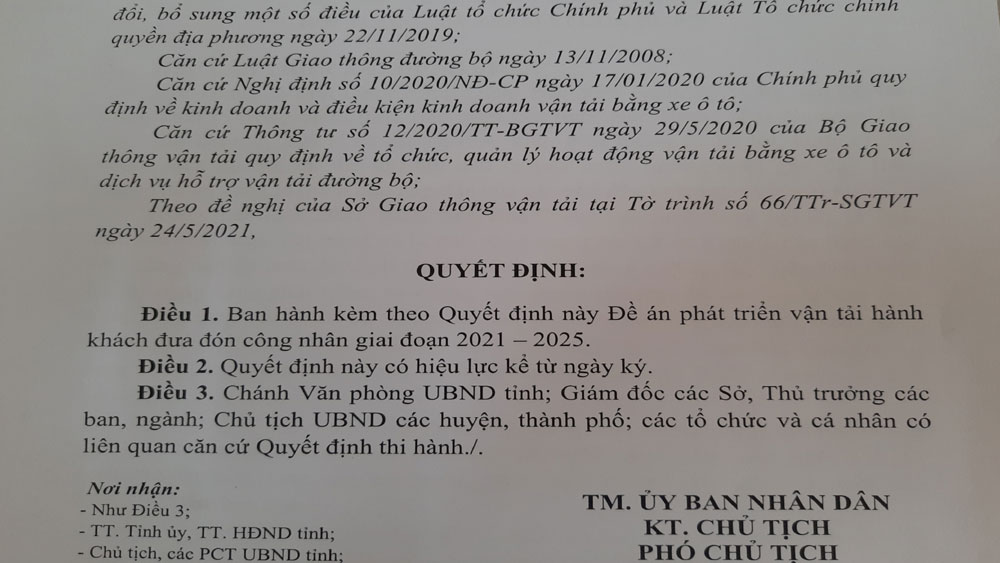 đổi, bổ sung một số điều của Luật tổ chức Chính phủ và Luật Tổ chức chính
quyền địa phương ngày 22/11/2019;
Căn cứ Luật Giao thông đường bộ ngày 13/11/2008;
Căn cứ Nghị định số 10/2020/NĐ-CP ngày 17/01/2020 của Chính phủ quy
định về kinh doanh và điều kiện kinh doanh vận tải bằng xe ô tô;
Căn cứ Thông tư số 12/2020/TT-BGTVT ngày 29/5/2020 của Bộ Giao
thông vận tải quy định về tổ chức, quản lý hoạt động vận tải bằng xe ô tô và
dịch vụ hỗ trợ vận tải đường bộ;
Theo đề nghị của Sở Giao thông vận tải tại Tờ trình số 66/TTr-SGTVT
ngày 24/5/2021,
QUYẾT ĐỊNH:
Điều 1. Ban hành kèm theo Quyết định này Đề án phát triển vận tải hành
khách đưa đón công nhân giai đoạn 2021 – 2025.
Điều 2. Quyết định này có hiệu lực kể từ ngày ký.
Điều 3. Chánh Văn phòng UBND tỉnh; Giám đốc các Sở, Thủ trưởng các
ban, ngành; Chủ tịch UBND các huyện, thành phố; các tổ chức và cá nhân có
liên quan căn cứ Quyết định thi hành./.
Nơi nhận:
- Như Điều 3;
- TT. Tỉnh ủy, TT. HĐND tỉnh;
- Chủ tịch, các PCT UBND tỉnh;
TM. ỦY BAN NHÂN DÂN
KT. CHỦ TỊCH
PHÓ CHỦ TỊCH